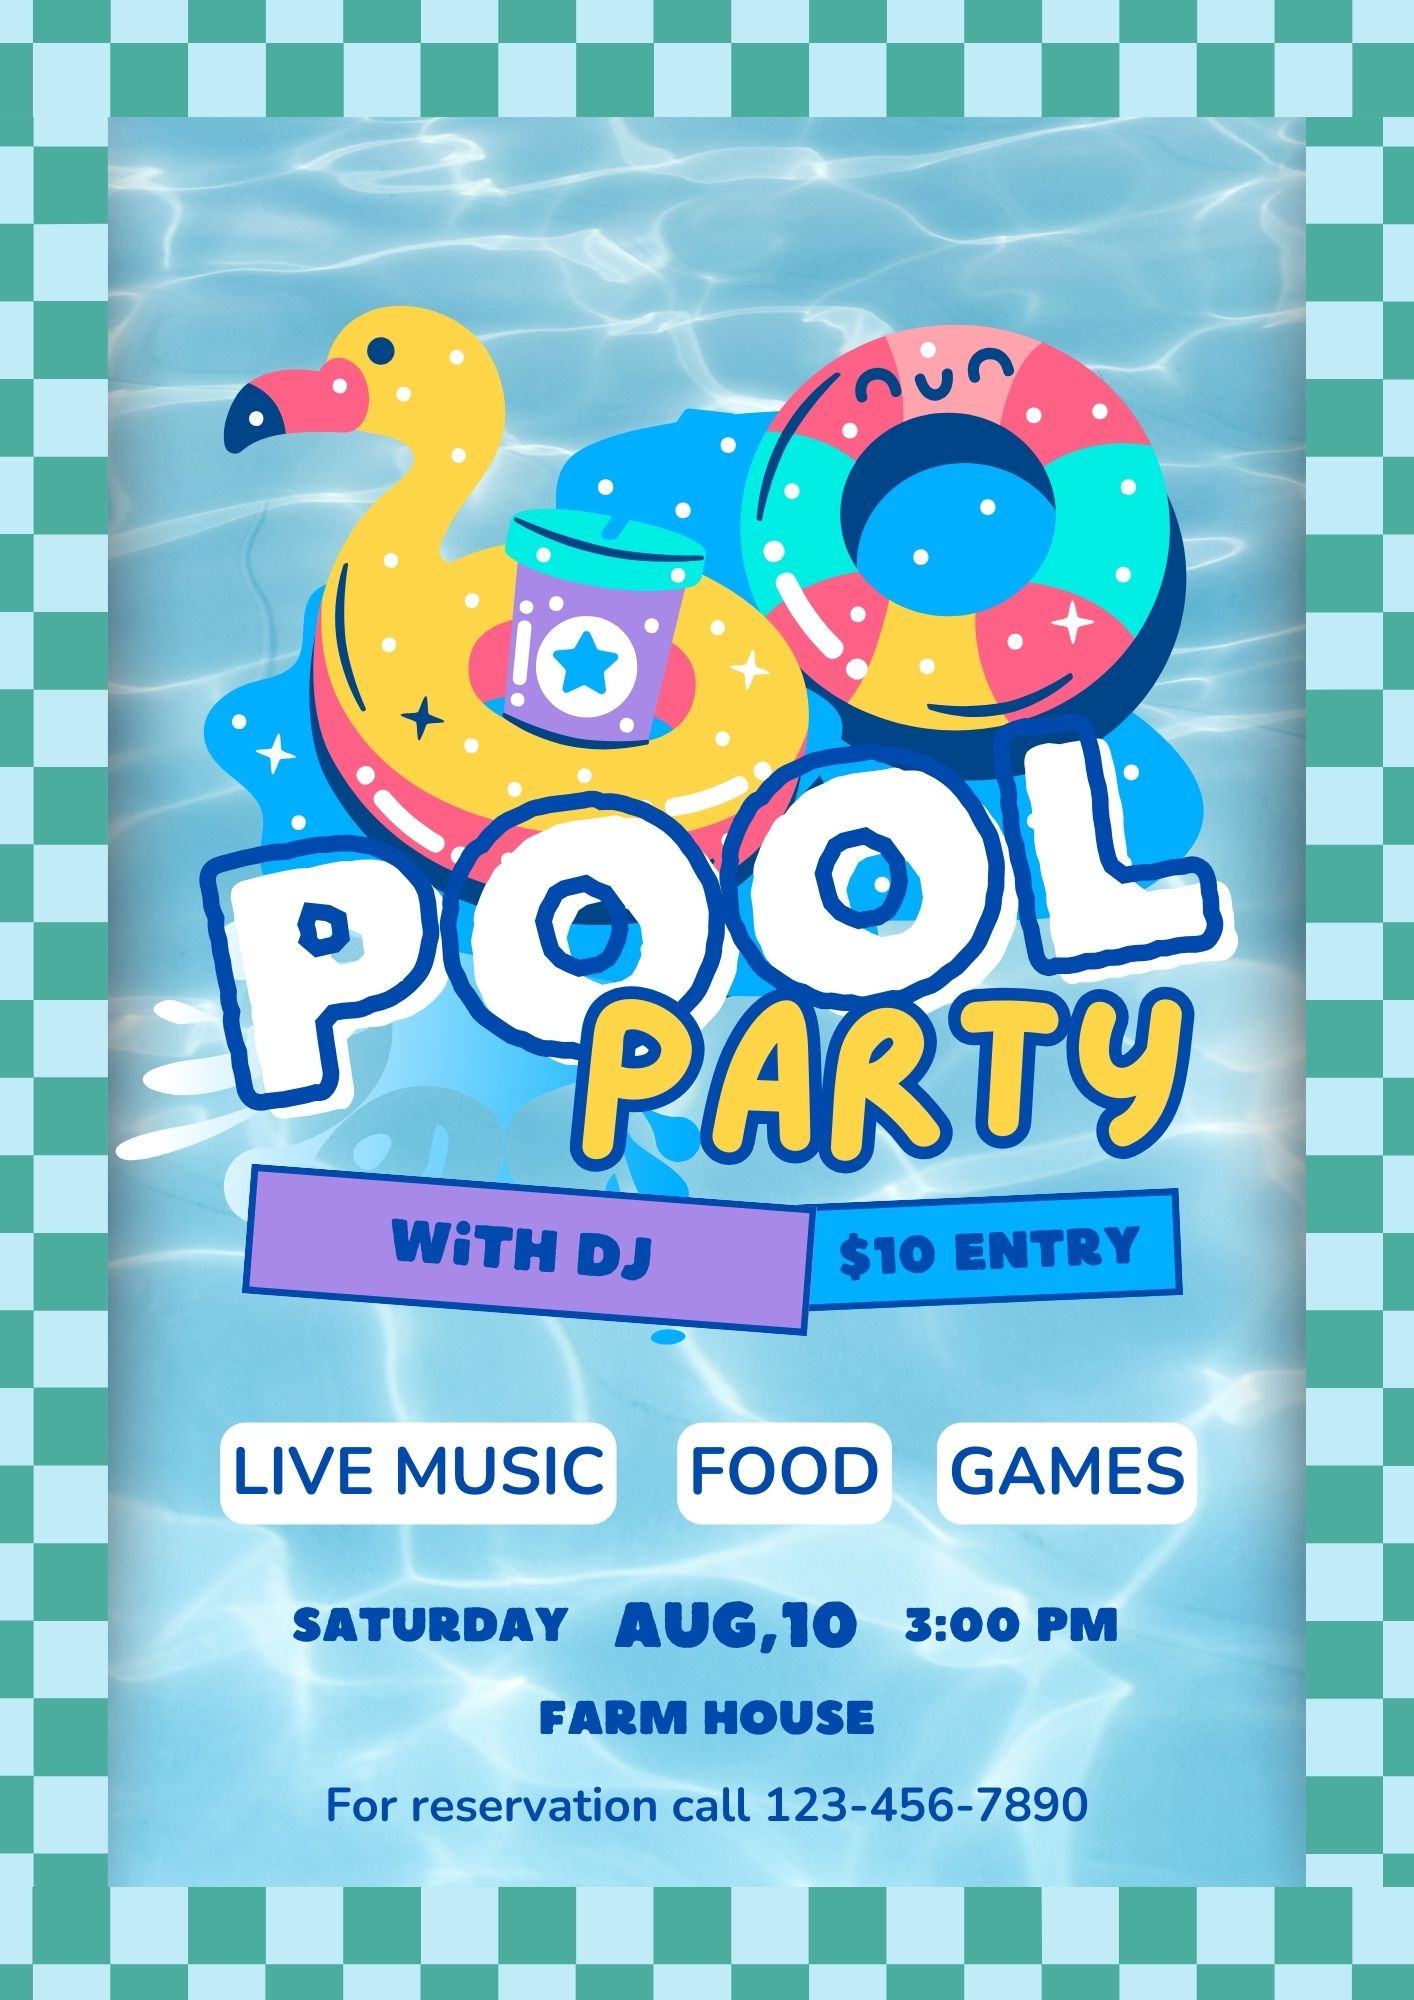 POOL
PARTY
WiTH DJ
$10 ENTRY
LIVE MUSIC FOOD GAMES
SATURDAY AUG,10 3:00 PM
FARM HOUSE
For reservation call 123-456-7890